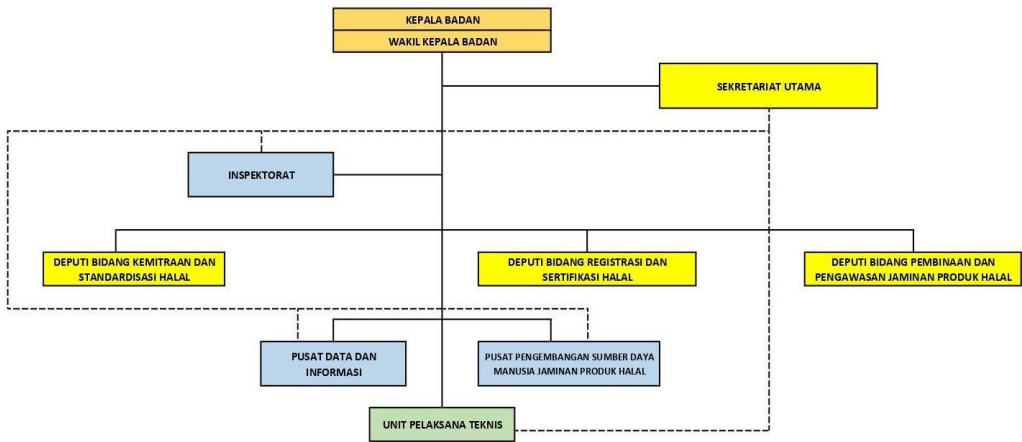 KEPALA BADAN
WAKIL KEPALA BADAN
SEKRETARIAT UTAMA
INSPEKTORAT
DEPUTI BIDANG KEMITRAAN DAN
STANDARDISASI HALAL
DEPUTI BIDANG REGISTRASI DAN
SERTIFIKASI HALAL
DEPUTI BIDANG PEMBINAAN DAN
PENGAWASAN JAMINAN PRODUK HALAL
PUSAT DATA DAN
INFORMASI
PUSAT PENGEMBANGAN SUMBER DAYA
MANUSIA JAMINAN PRODUK HALAL
UNIT PELAKSANA TEKNIS